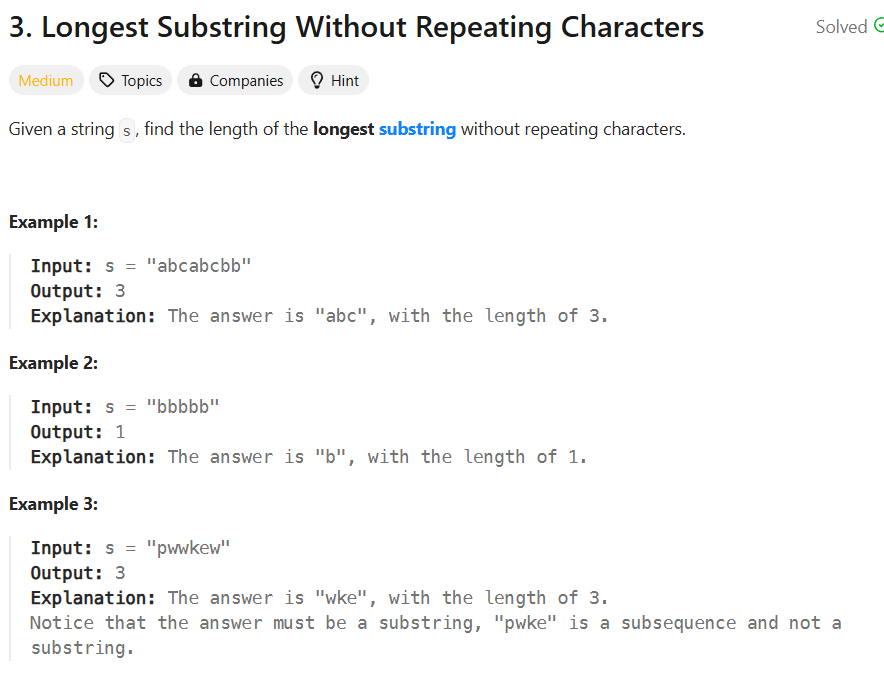 3. Longest Substring Without Repeating Characters
Solved
Medium Topics Companies Hint
Given a string s, find the length of the longest substring without repeating characters.
Example 1:
Input: s = "abcabcbb"
Output: 3
Explanation: The answer is "abc", with the length of 3.
Example 2:
Input: s = "bbbbb"
Output: 1
Explanation: The answer is "b", with the length of 1.
Example 3:
Input: s = "pwwkew"
Output: 3
Explanation: The answer is "wke", with the length of 3.
Notice that the answer must be a substring, "pwke" is a subsequence and not a
substring.